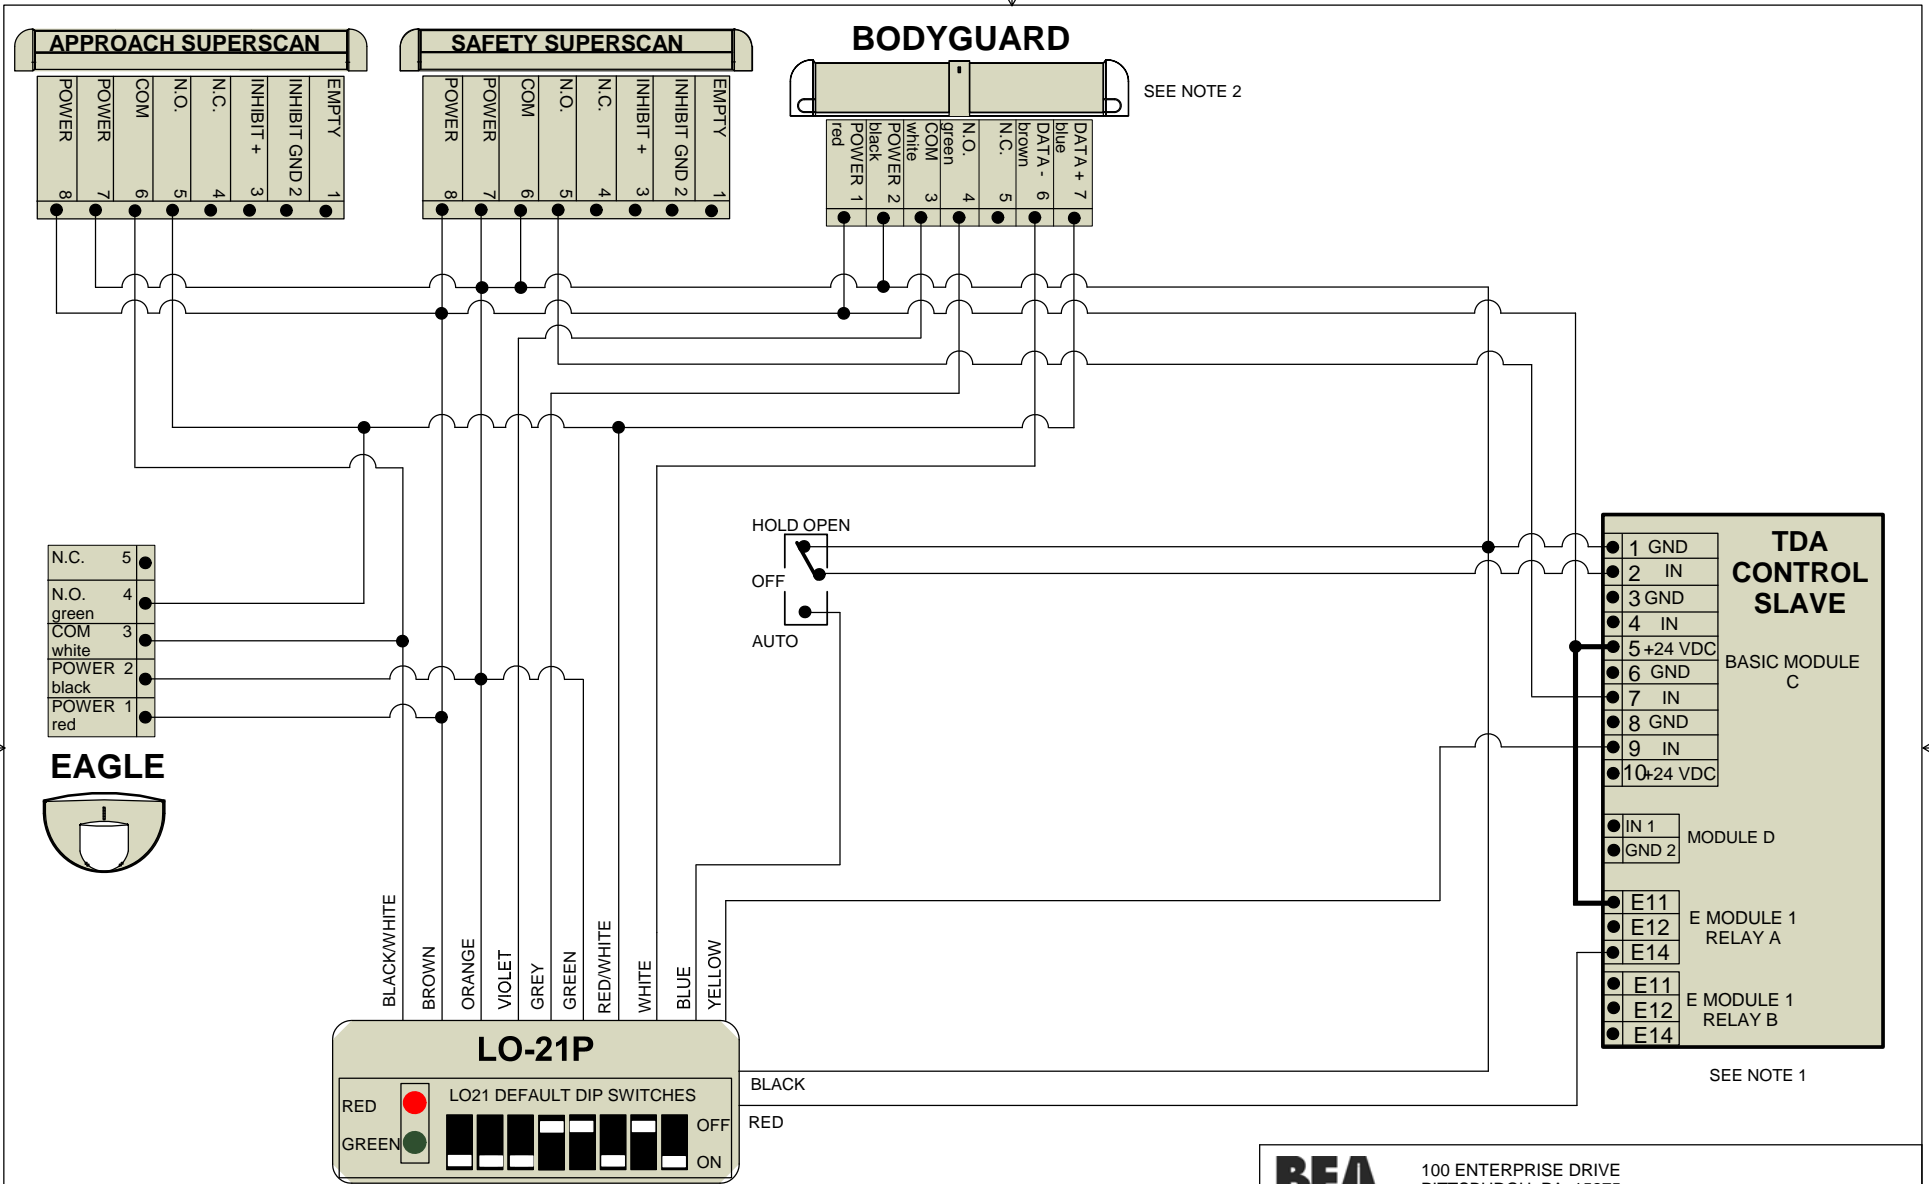 APPROACH SUPERSCAN
POWER 8
POWER 7
COM 6
N.O. 5
N.C. 4
INHIBIT + 3
INHIBIT GND 2
EMPTY 1
SAFETY SUPERSCAN
POWER 8
POWER 7
COM 6
N.O. 5
N.C. 4
INHIBIT + 3
INHIBIT GND 2
EMPTY 1
BODYGUARD
SEE NOTE 2
POWER 1
red
POWER 2
black
COM 3
white
N.O. 4
green
N.C. 5
DATA - 6
brown
DATA + 7
blue
N.C. 5
N.O. 4
green
COM 3
white
POWER 2
black
POWER 1
red
EAGLE
HOLD OPEN
OFF
AUTO
TDA
CONTROL
SLAVE
1 GND
2 IN
3 GND
4 IN
5 +24 VDC
6 GND
7 IN
8 GND
9 IN
10+24 VDC
BASIC MODULE
C
IN 1
GND 2
MODULE D
E11
E12
E14
E MODULE 1
RELAY A
E11
E12
E14
E MODULE 1
RELAY B
SEE NOTE 1
BLACK/WHITE
BROWN
ORANGE
VIOLET
GREY
GREEN
RED/WHITE
WHITE
BLUE
YELLOW
LO-21P
LO21 DEFAULT DIP SWITCHES
RED
GREEN
OFF
ON
BLACK
RED
BEA
100 ENTERPRISE DRIVE